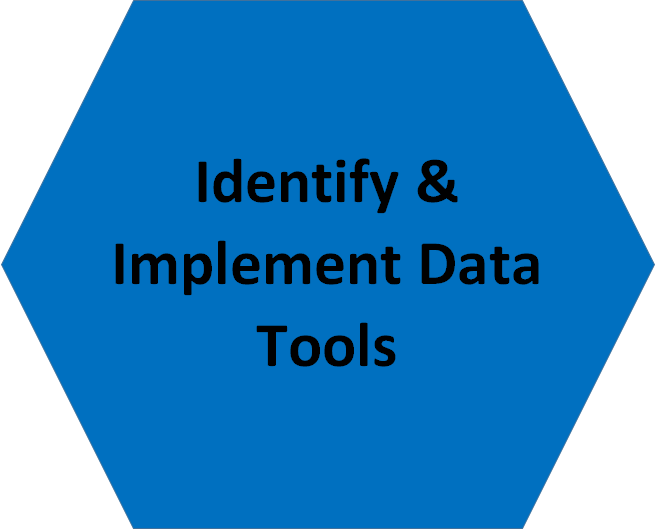 Identify &
Implement Data
Tools